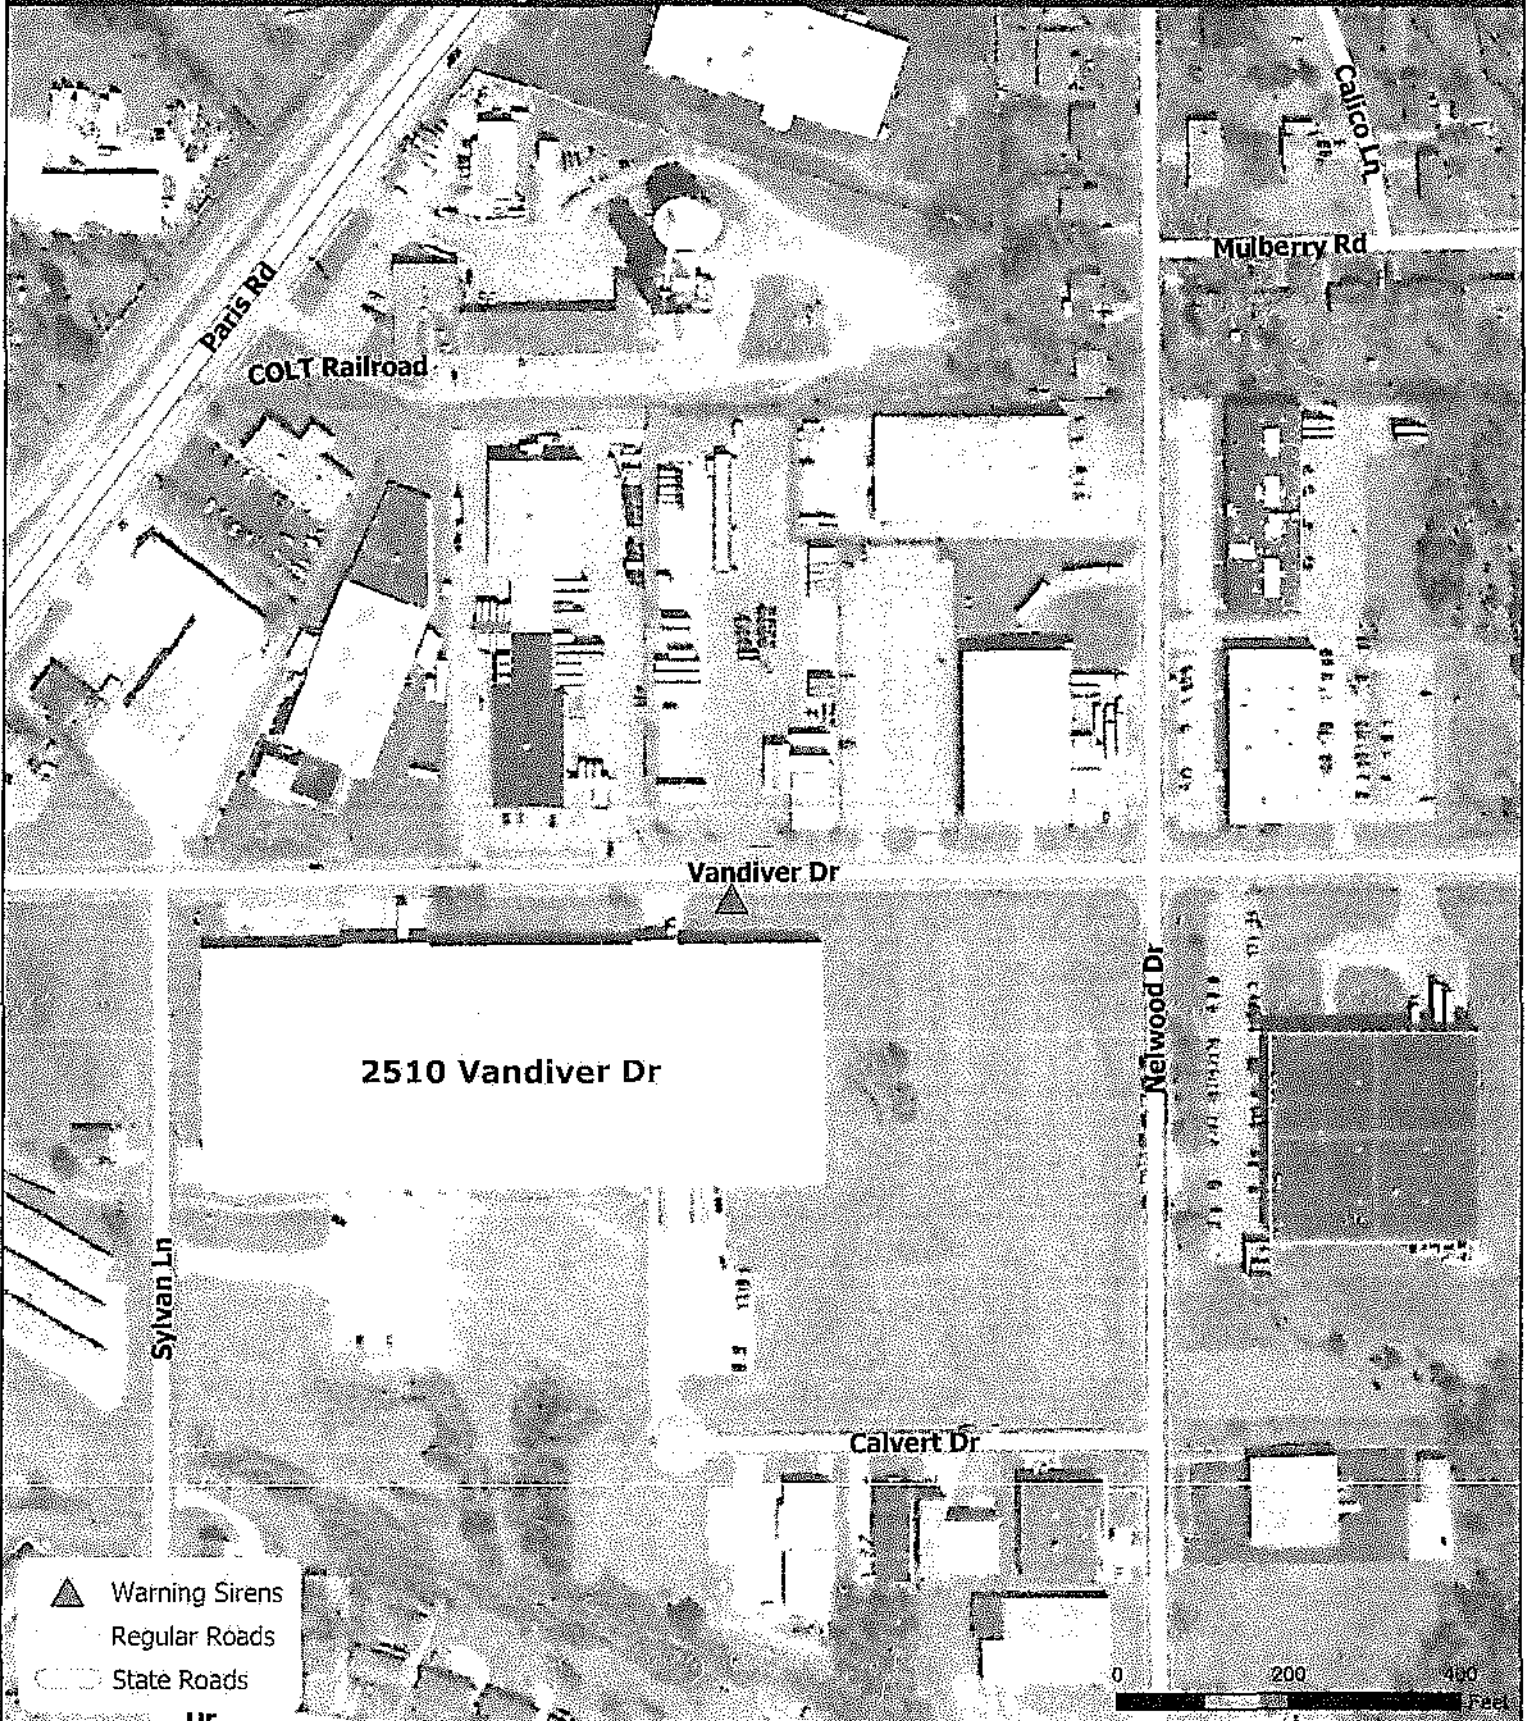 Calico Ln
Mulberry Rd
Paris Rd
COLT Railroad
Vandiver Dr
Nelwood Dr
2510 Vandiver Dr
Sylvan Ln
Calvert Dr
Warning Sirens
Regular Roads
State Roads
0 200 400
Feet